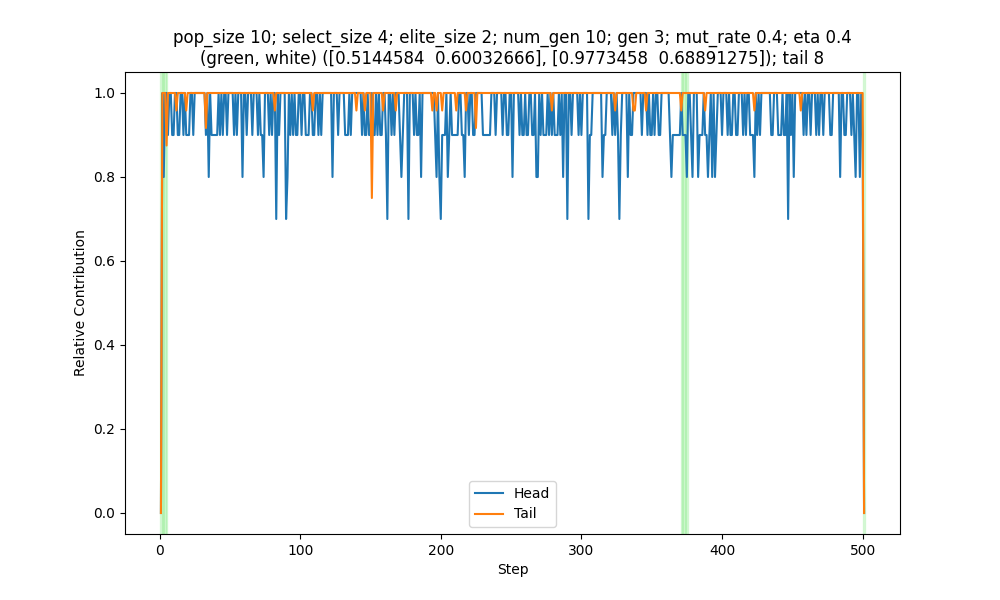 pop_size 10; select_size 4; elite_size 2; num_gen 10; gen 3; mut_rate 0.4; eta 0.4
(green, white) ([0.5144584  0.60032666], [0.9773458  0.68891275]); tail 8
1.0
0.8
0.6
0.4
0.2
0.0
Relative Contribution
Head
Tail
0
100
200
300
400
500
Step